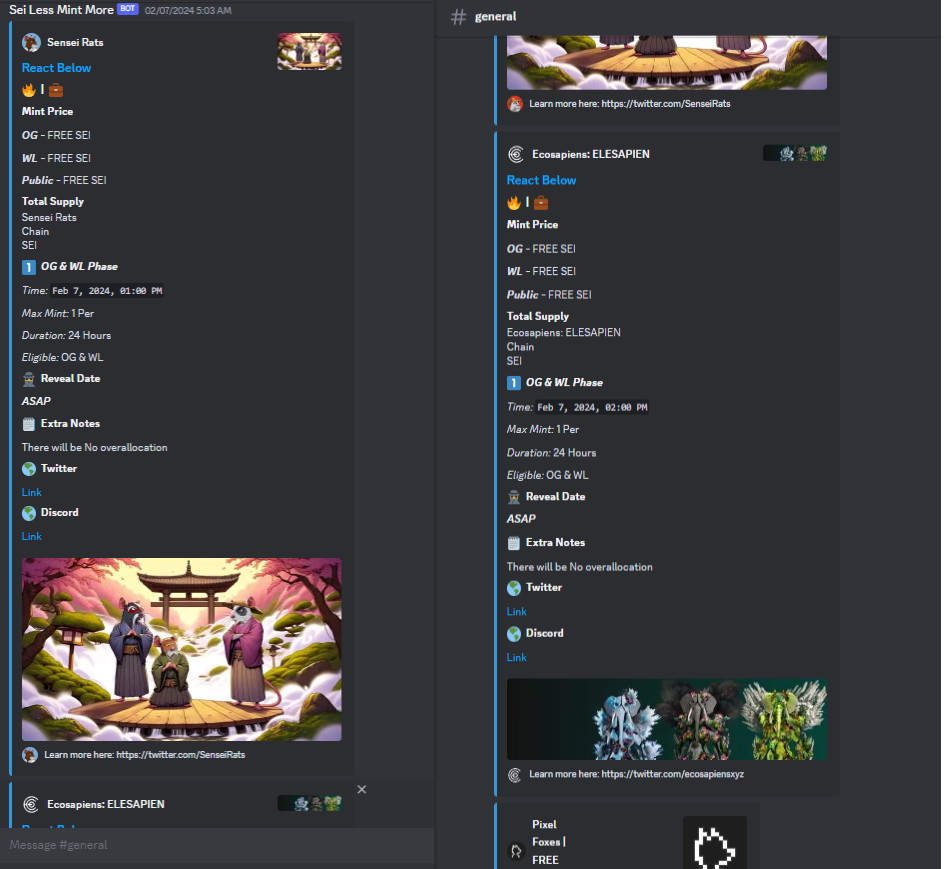 Sei Less Mint More BOT 02/07/2024 5:03 AM
Sensei Rats
React Below
|
Mint Price
OG - FREE SEI
WL - FREE SEI
Public - FREE SEI
Total Supply
Sensei Rats
Chain
SEI
1 OG & WL Phase
Time: Feb 7, 2024, 01:00 PM
Max Mint: 1 Per
Duration: 24 Hours
Eligible: OG & WL
Reveal Date
ASAP
Extra Notes
There will be No overallocation
Twitter
Link
Discord
Link
Learn more here: https://twitter.com/SenseiRats
Ecosapiens: ELESAPIEN
Message #general
# general
Learn more here: https://twitter.com/SenseiRats
Ecosapiens: ELESAPIEN
React Below
|
Mint Price
OG - FREE SEI
WL - FREE SEI
Public - FREE SEI
Total Supply
Ecosapiens: ELESAPIEN
Chain
SEI
1 OG & WL Phase
Time: Feb 7, 2024, 02:00 PM
Max Mint: 1 Per
Duration: 24 Hours
Eligible: OG & WL
Reveal Date
ASAP
Extra Notes
There will be No overallocation
Twitter
Link
Discord
Link
Learn more here: https://twitter.com/ecosapiensxyz
Pixel
Foxes |
FREE